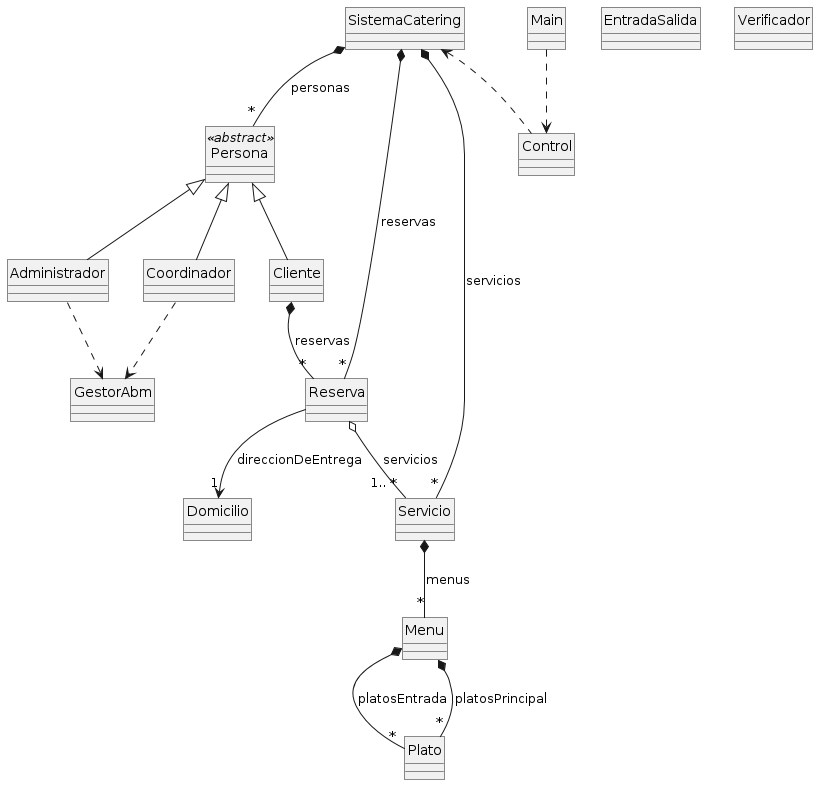 SistemaCatering
Main
EntradaSalida
Verificador
personas
*
«abstract»
Persona
Control
reservas
servicios
Administrador
Coordinador
Cliente
reservas
*
*
GestorAbm
Reserva
direccionDeEntrega
servicios
1
1..*
*
Domicilio
Servicio
menus
*
Menu
platosEntrada
platosPrincipal
*
*
Plato